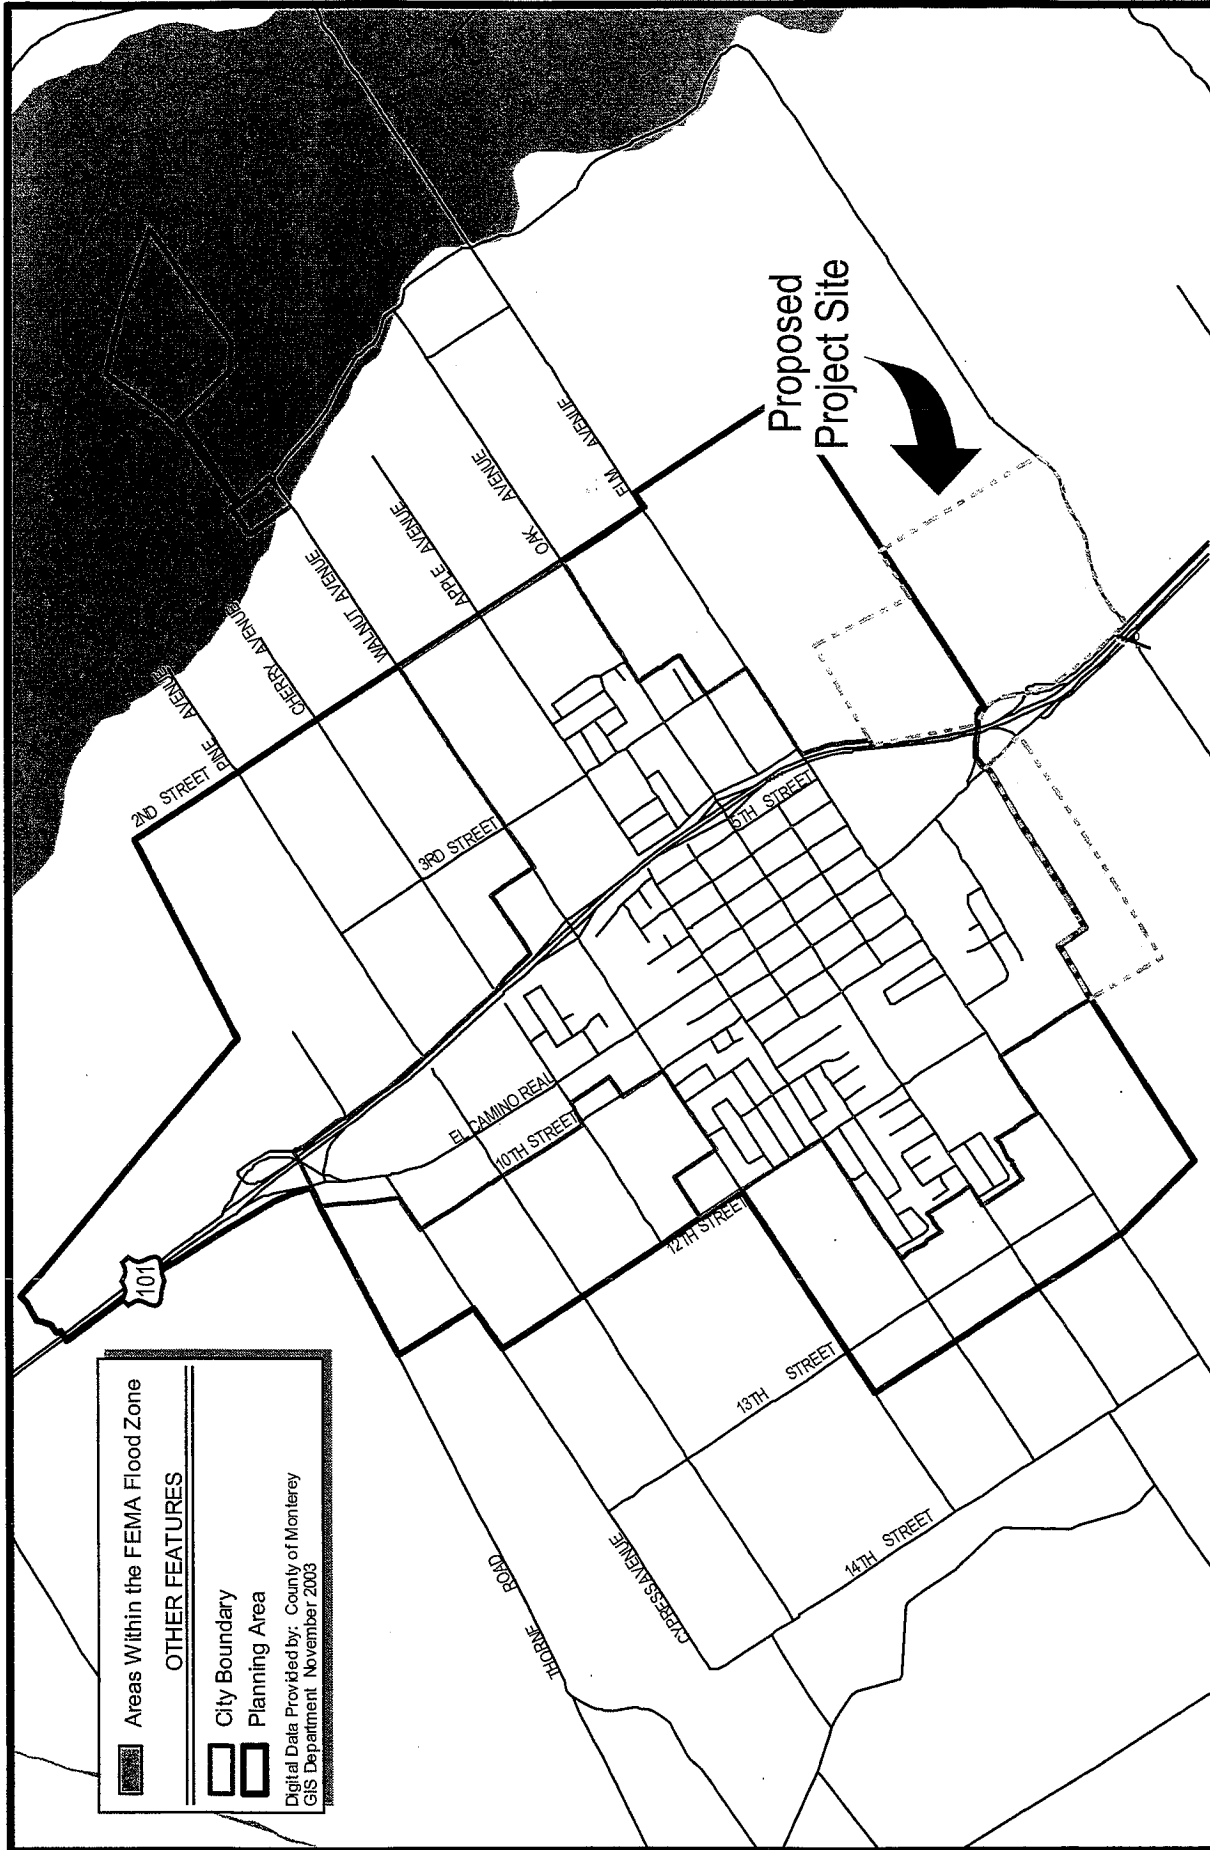 Areas Within the FEMA Flood Zone
OTHER FEATURES
City Boundary
Planning Area
Digital Data Provided by: County of Monterey
GIS Department November 2003
101
2ND STREET
PINE AVENUE
CHERRY AVENUE
WALNUT AVENUE
APPLE AVENUE
OAK AVENUE
ELM AVENUE
3RD STREET
5TH STREET
EL CAMINO REAL
10TH STREET
12TH STREET
13TH STREET
14TH STREET
THORNE ROAD
CYPRESS AVENUE
Proposed
Project Site